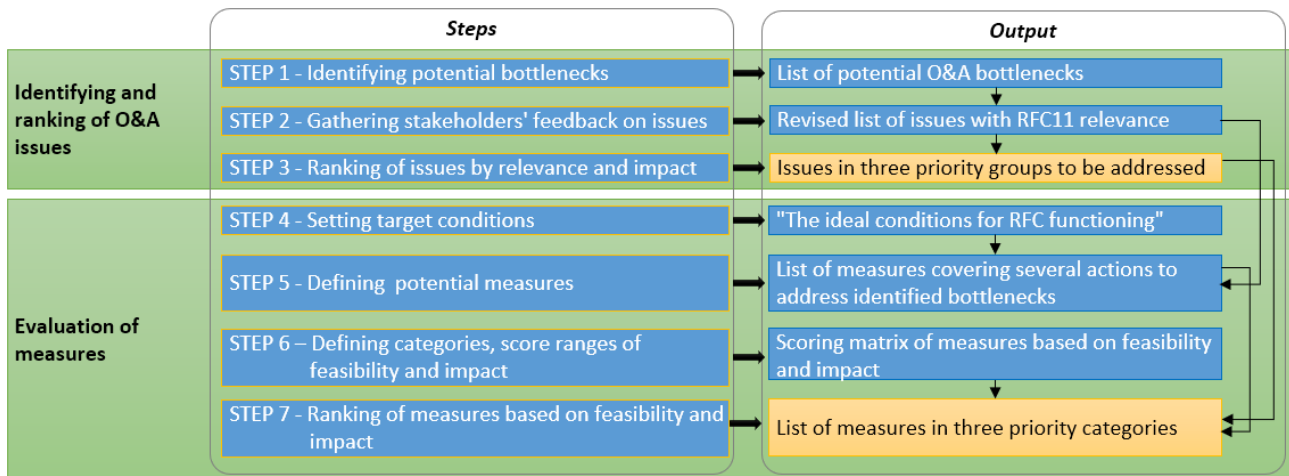 Steps
Output
Identifying and
ranking of O&A
issues
STEP 1 - Identifying potential bottlenecks
List of potential O&A bottlenecks
STEP 2 - Gathering stakeholders' feedback on issues
Revised list of issues with RFC11 relevance
STEP 3 - Ranking of issues by relevance and impact
Issues in three priority groups to be addressed
Evaluation of
measures
STEP 4 - Setting target conditions
"The ideal conditions for RFC functioning"
STEP 5 - Defining potential measures
List of measures covering several actions to
address identified bottlenecks
STEP 6 – Defining categories, score ranges of
feasibility and impact
Scoring matrix of measures based on feasibility
and impact
STEP 7 - Ranking of measures based on feasibility and
impact
List of measures in three priority categories